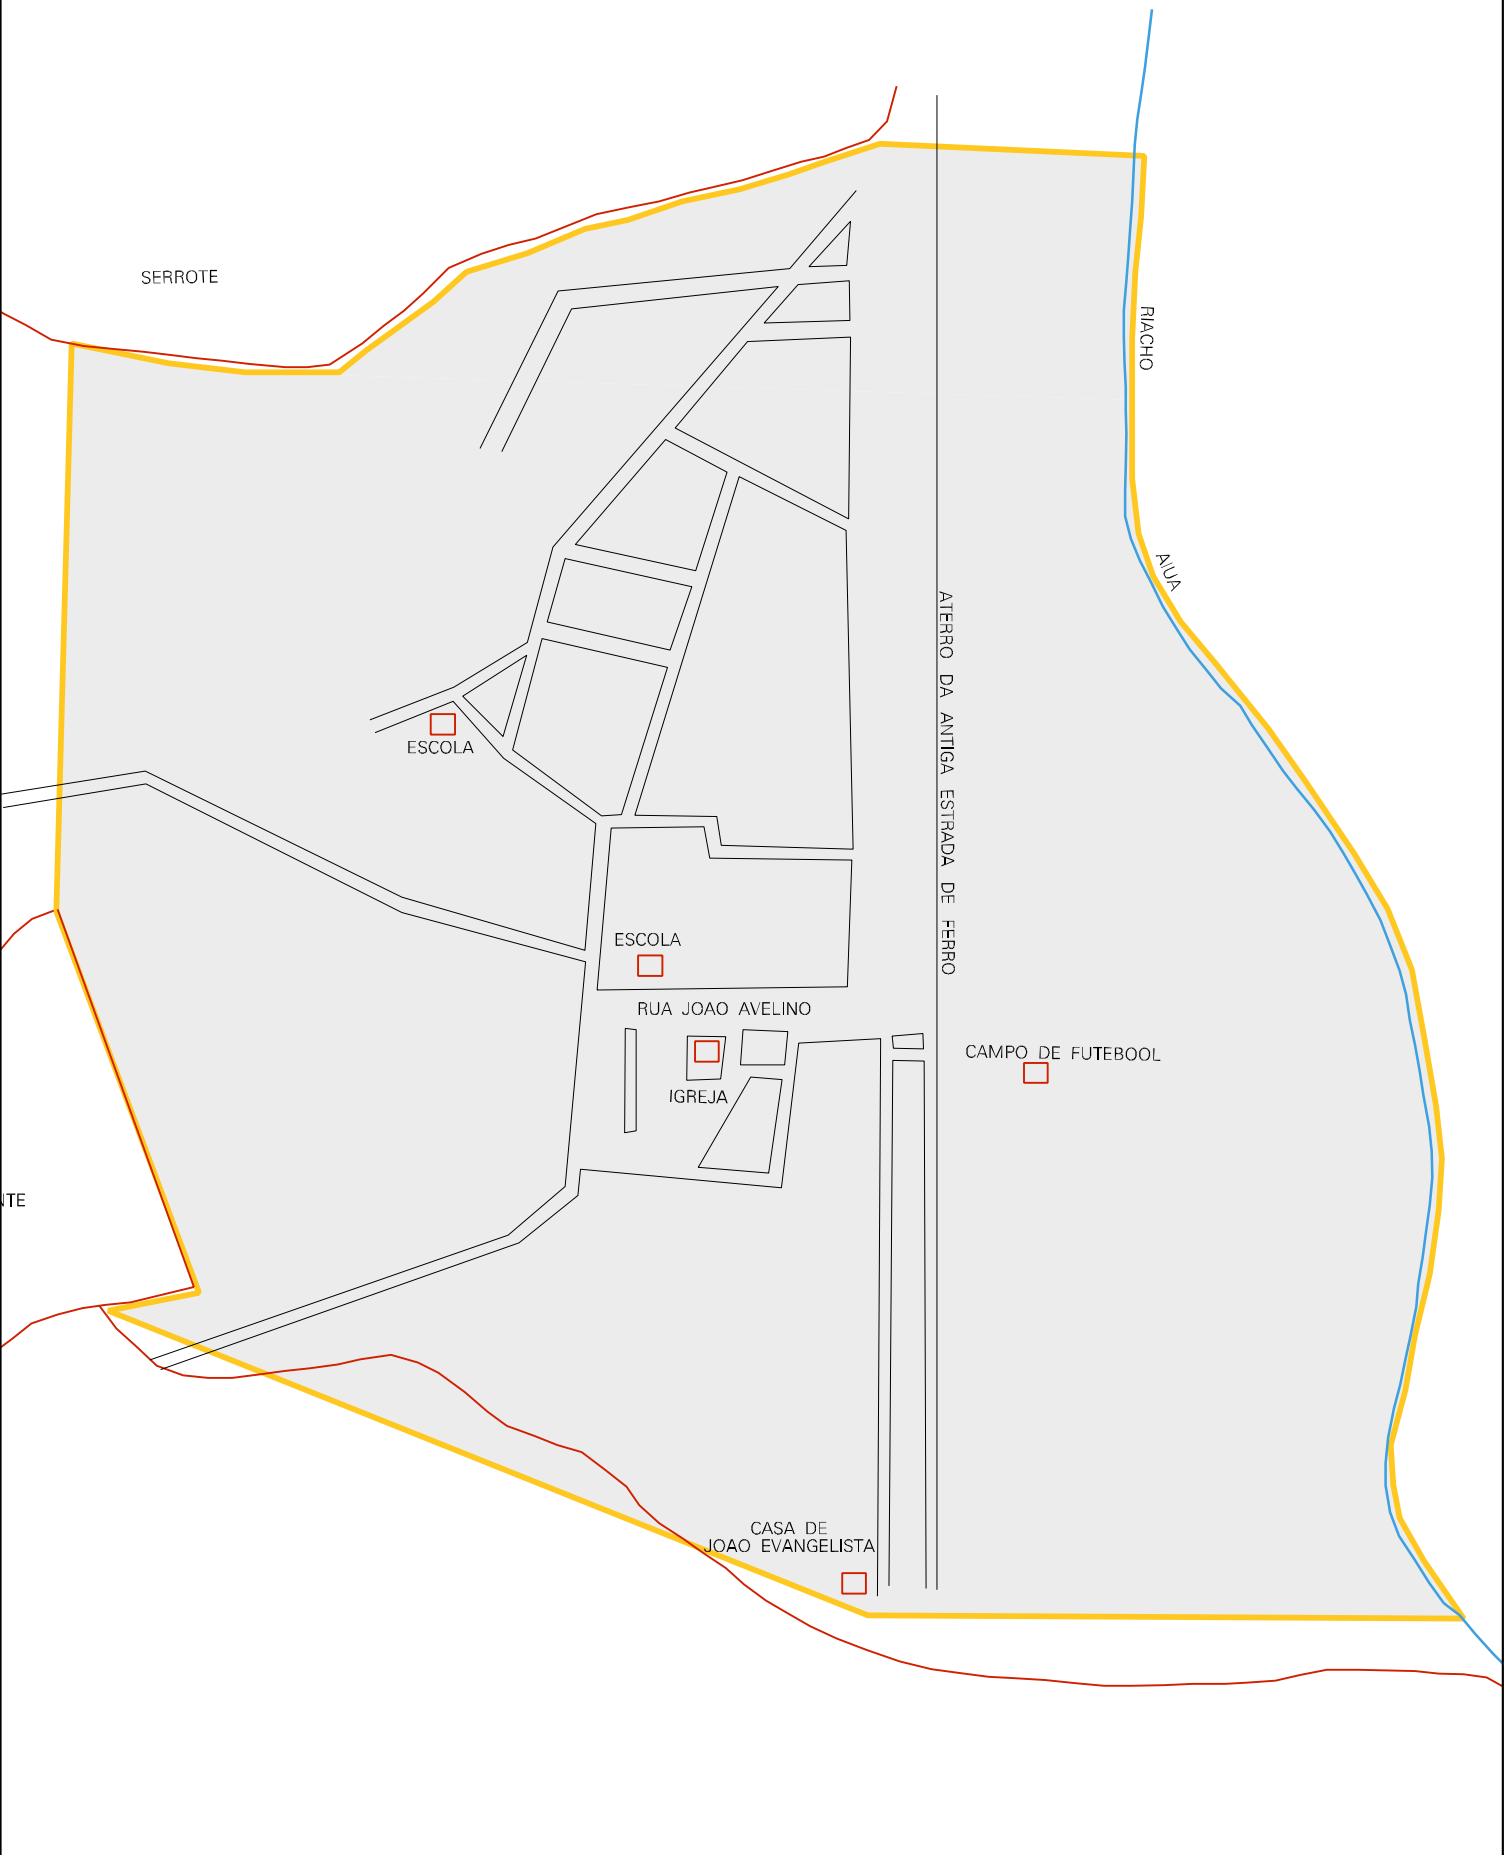 SERROTE
RIACHO
AIUA
ATERRO DA ANTIGA ESTRADA DE FERRO
ESCOLA
ESCOLA
RUA JOAO AVELINO
CAMPO DE FUTEBOOL
IGREJA
NTE
CASA DE
JOAO EVANGELISTA